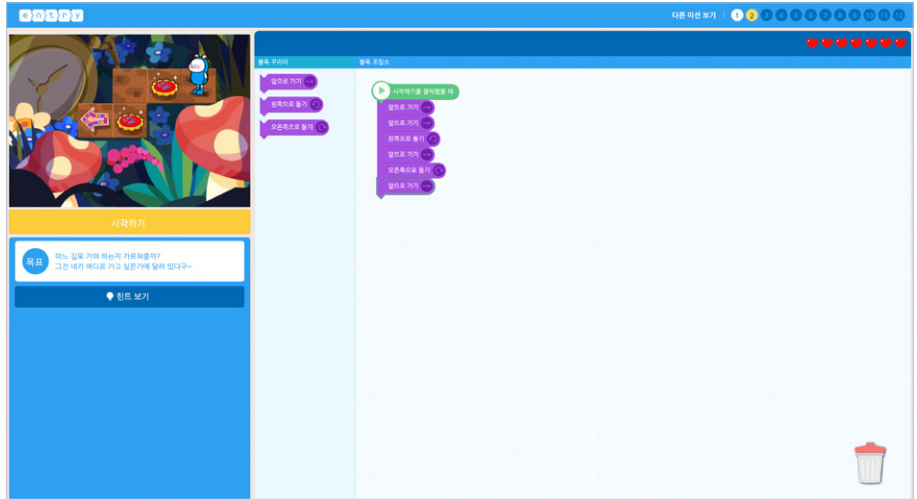 entry
다른 미션 보기 1 2 3 4 5 6 7 8 9 10 11 12
블록 꾸러미
블록 조립소
앞으로 가기
왼쪽으로 돌기
오른쪽으로 돌기
시작하기를 클릭했을 때
앞으로 가기
앞으로 가기
왼쪽으로 돌기
앞으로 가기
오른쪽으로 돌기
앞으로 가기
시작하기
목표
어느 길로 가야 하는지 가르쳐줄까?
그건 네가 어디로 가고 싶은가에 달려 있다구~
힌트 보기